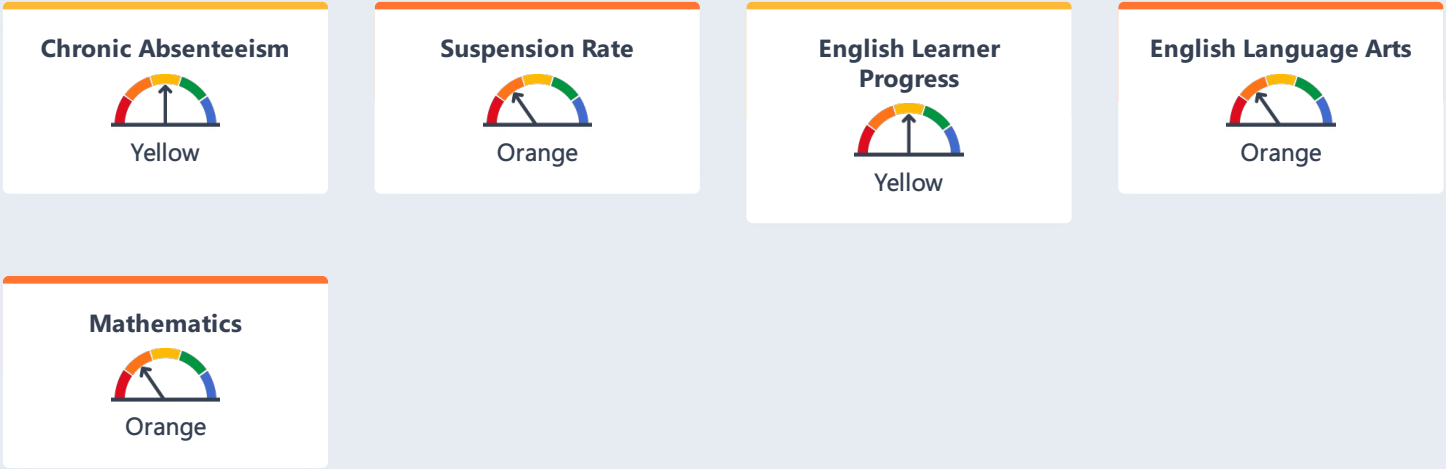 Chronic Absenteeism
Yellow
Suspension Rate
Orange
English Learner
Progress
Yellow
English Language Arts
Orange
Mathematics
Orange